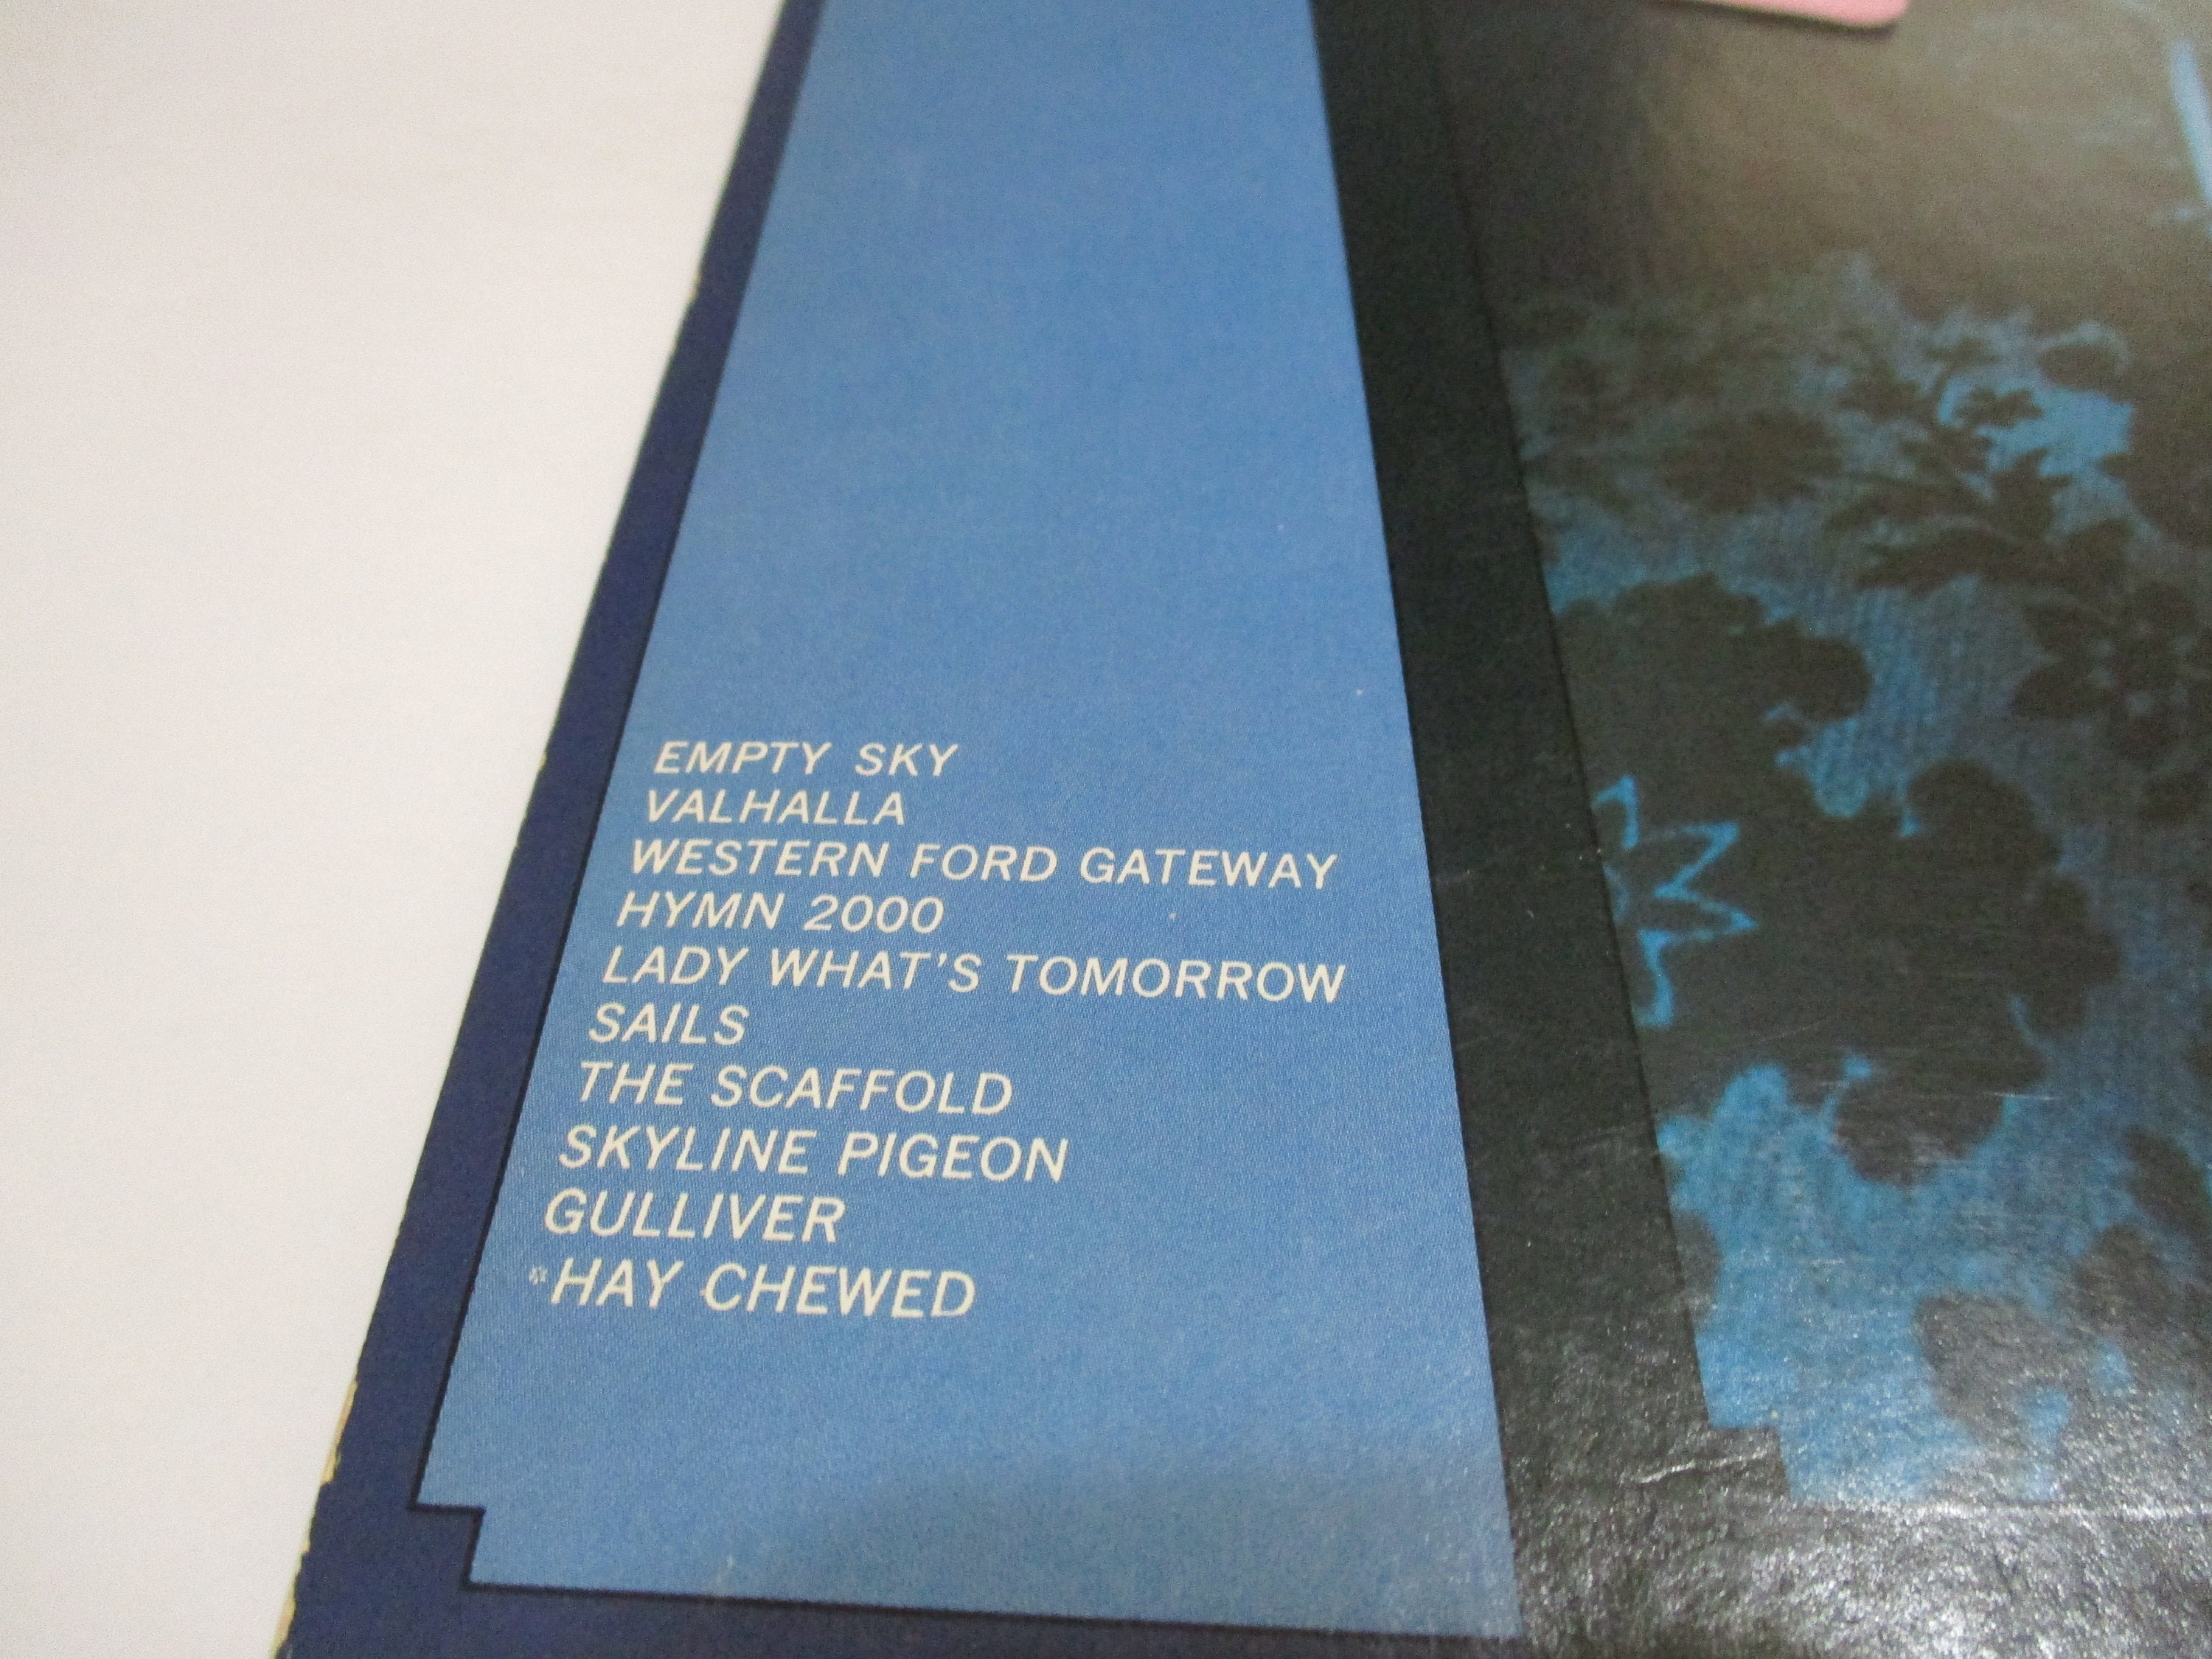 EMPTY SKY
VALHALLA
WESTERN FORD GATEWAY
HYMN 2000
LADY WHAT'S TOMORROW
SAILS
THE SCAFFOLD
SKYLINE PIGEON
GULLIVER
*HAY CHEWED